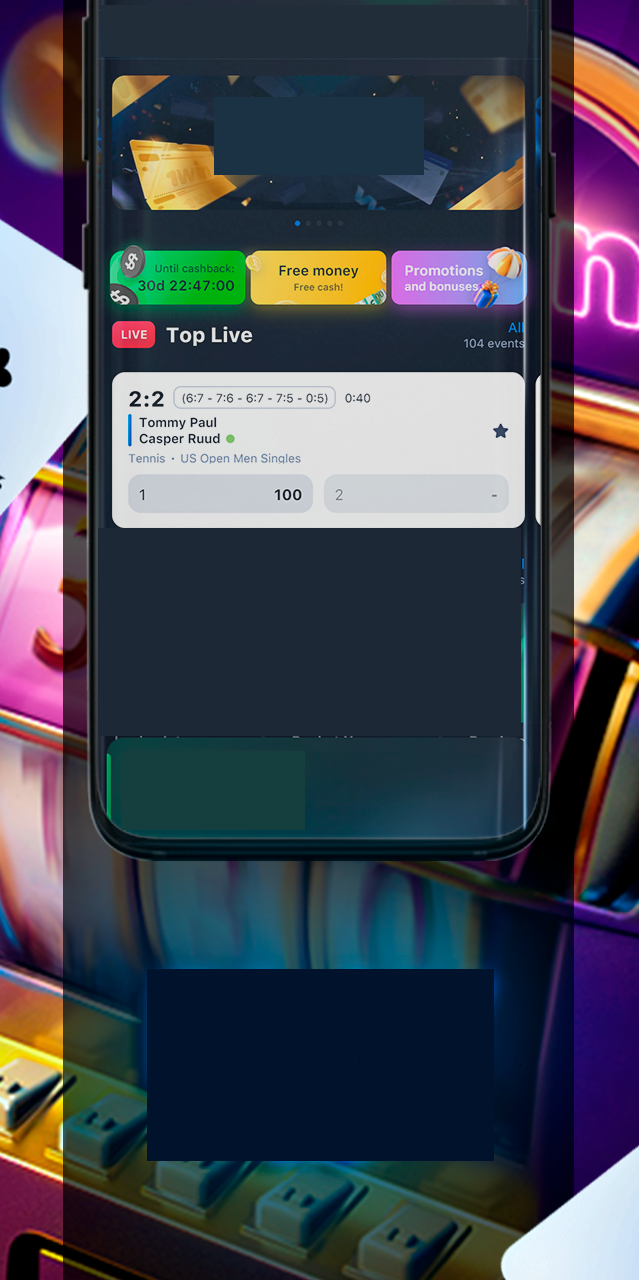 1win
Until cashback:
30d 22:47:00
Free money
Free cash!
Promotions
and bonuses
LIVE
Top Live
All
104 events
2:2
(6:7 - 7:6 - 6:7 - 7:5 - 0:5)
0:40
Tommy Paul
Casper Ruud
Tennis • US Open Men Singles
1
100
2
-
n
3